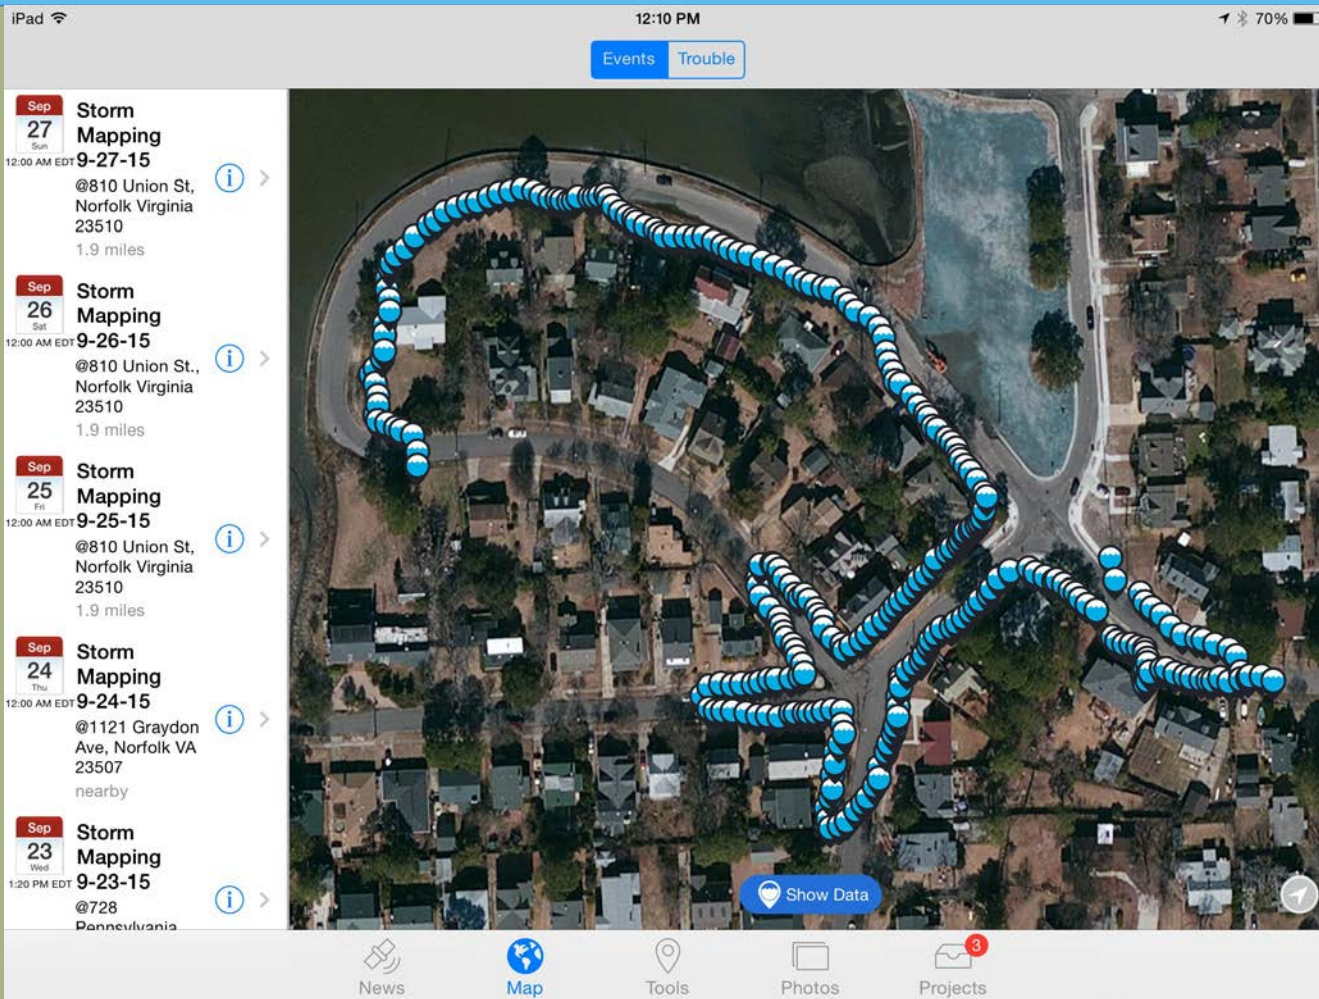 iPad
12:10 PM
70%
Events
Trouble
Sep
27
Sun
12:00 AM EDT
Storm
Mapping
9-27-15
@810 Union St,
Norfolk Virginia
23510
1.9 miles
Sep
26
Sat
12:00 AM EDT
Storm
Mapping
9-26-15
@810 Union St.,
Norfolk Virginia
23510
1.9 miles
Sep
25
Fri
12:00 AM EDT
Storm
Mapping
9-25-15
@810 Union St,
Norfolk Virginia
23510
1.9 miles
Sep
24
Thu
12:00 AM EDT
Storm
Mapping
9-24-15
@1121 Graydon
Ave, Norfolk VA
23507
nearby
Sep
23
Wed
1:20 PM EDT
Storm
Mapping
9-23-15
@728
Pennsylvania
Show Data
News
Map
Tools
Photos
3
Projects